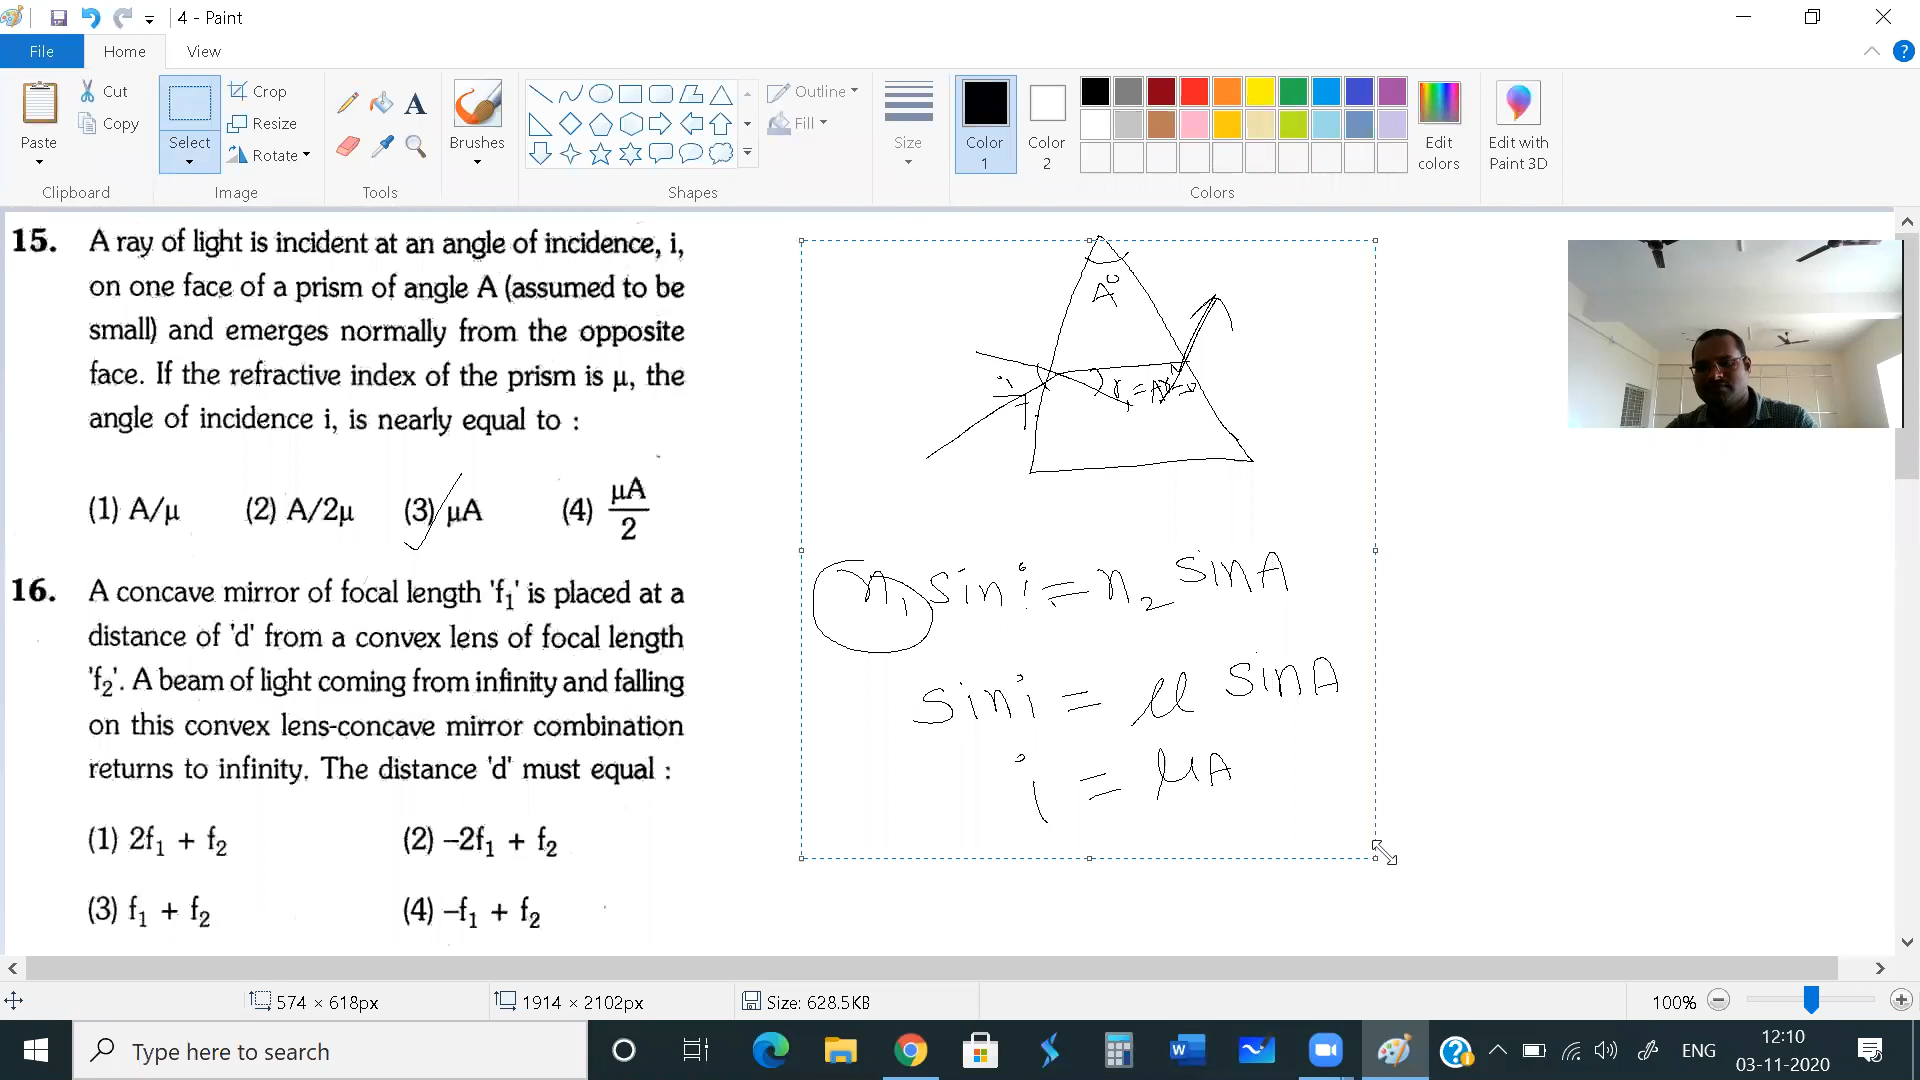 4 - Paint
File Home View
Paste
Cut
Copy
Clipboard
Select
Crop
Resize
Rotate
Image
A
Tools
Brushes
Outline
Fill
Shapes
Size
Color 1
Color 2
Colors
Edit colors
Edit with Paint 3D
15. A ray of light is incident at an angle of incidence, i,
on one face of a prism of angle A (assumed to be
small) and emerges normally from the opposite
face. If the refractive index of the prism is μ, the
angle of incidence i, is nearly equal to :
(1) A/μ (2) A/2μ (3) μA (4) μA/2
16. A concave mirror of focal length 'f₁' is placed at a
distance of 'd' from a convex lens of focal length
'f₂'. A beam of light coming from infinity and falling
on this convex lens-concave mirror combination
returns to infinity. The distance 'd' must equal :
(1) 2f₁ + f₂ (2) –2f₁ + f₂
(3) f₁ + f₂ (4) –f₁ + f₂
A°
i
n₁ sin i = n₂ sin A
sin i = μ sin A
i = μA
574 × 618px
1914 × 2102px
Size: 628.5KB
100%
Type here to search
ENG
12:10
03-11-2020